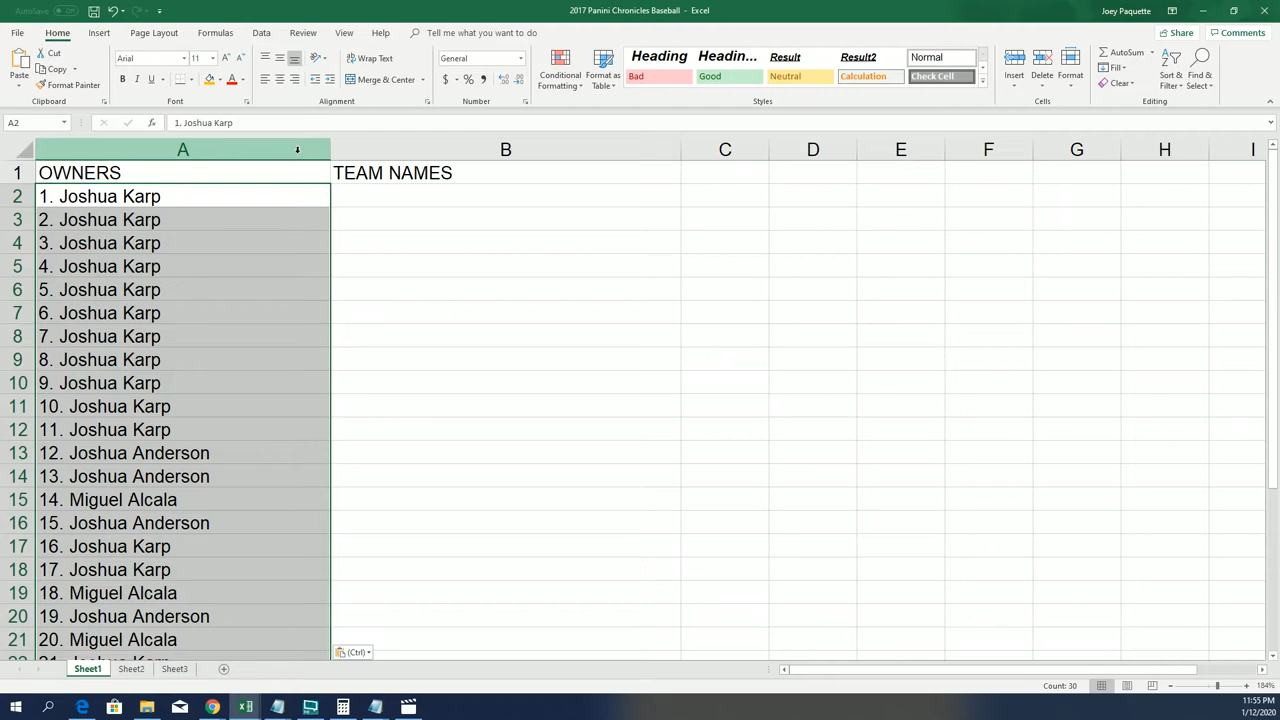 AutoSave Off 2017 Panini Chronicles Baseball - Excel Joey Paquette
File Home Insert Page Layout Formulas Data Review View Help Tell me what you want to do Share Comments
Paste Cut Copy Format Painter Clipboard
Arial 11 B I U Font
Wrap Text Merge & Center Alignment
General $ % Number
Conditional Formatting Format as Table
Heading Headin... Result Result2 Normal
Bad Good Neutral Calculation Check Cell
Styles
Insert Delete Format Cells
AutoSum Fill Clear Sort & Filter Find & Select Editing
A2 fx 1. Joshua Karp
A B C D E F G H I
1 OWNERS TEAM NAMES
2 1. Joshua Karp
3 2. Joshua Karp
4 3. Joshua Karp
5 4. Joshua Karp
6 5. Joshua Karp
7 6. Joshua Karp
8 7. Joshua Karp
9 8. Joshua Karp
10 9. Joshua Karp
11 10. Joshua Karp
12 11. Joshua Karp
13 12. Joshua Anderson
14 13. Joshua Anderson
15 14. Miguel Alcala
16 15. Joshua Anderson
17 16. Joshua Karp
18 17. Joshua Karp
19 18. Miguel Alcala
20 19. Joshua Anderson
21 20. Miguel Alcala
22 21. Joshua Karp
(Ctrl)
Sheet1 Sheet2 Sheet3
Count: 30 184%
11:55 PM
1/12/2020